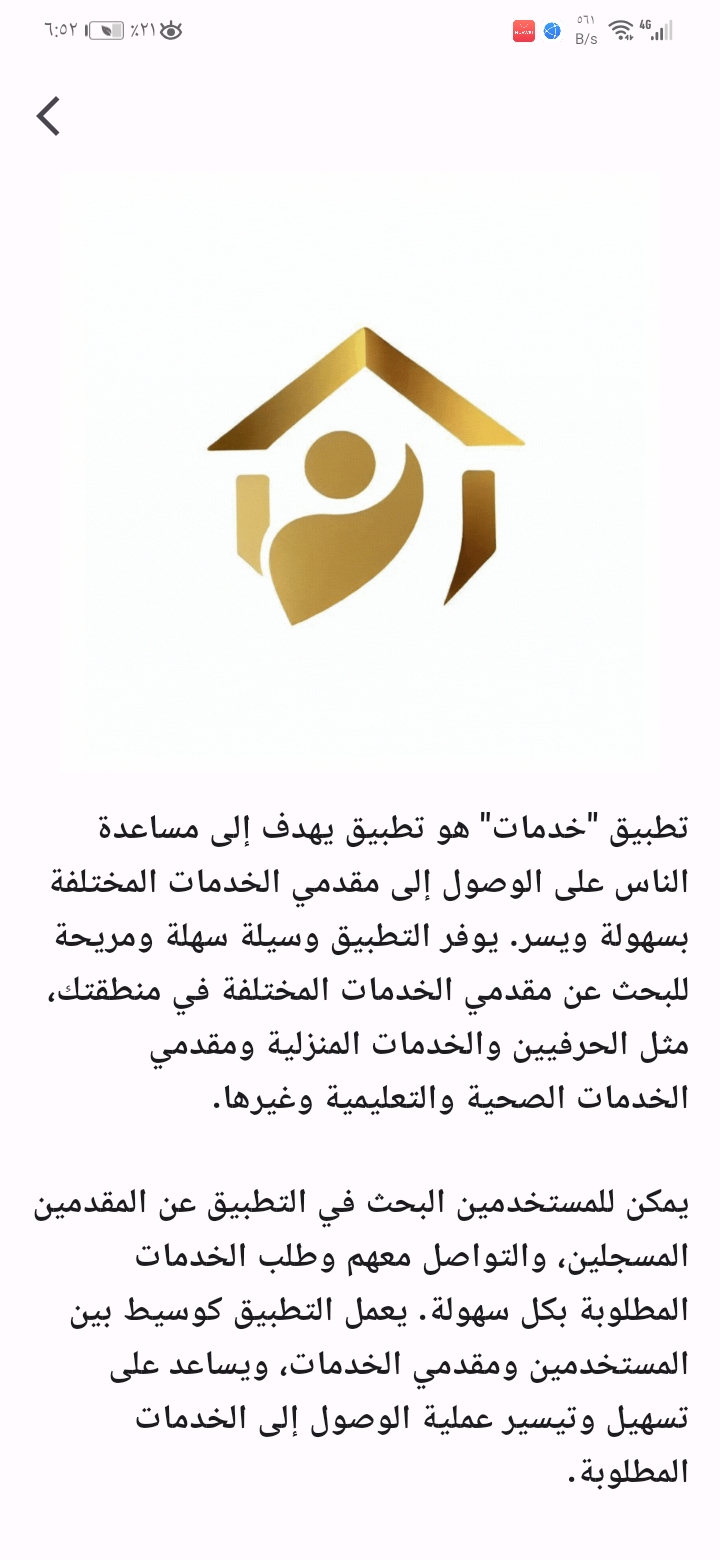 ٦:٥٢ ٪٢١ ٥٦١ B/s 4G
HUAWEI
تطبيق "خدمات" هو تطبيق يهدف إلى مساعدة
الناس على الوصول إلى مقدمي الخدمات المختلفة
بسهولة ويسر. يوفر التطبيق وسيلة سهلة ومريحة
للبحث عن مقدمي الخدمات المختلفة في منطقتك،
مثل الحرفيين والخدمات المنزلية ومقدمي
الخدمات الصحية والتعليمية وغيرها.
يمكن للمستخدمين البحث في التطبيق عن المقدمين
المسجلين، والتواصل معهم وطلب الخدمات
المطلوبة بكل سهولة. يعمل التطبيق كوسيط بين
المستخدمين ومقدمي الخدمات، ويساعد على
تسهيل وتيسير عملية الوصول إلى الخدمات
المطلوبة.